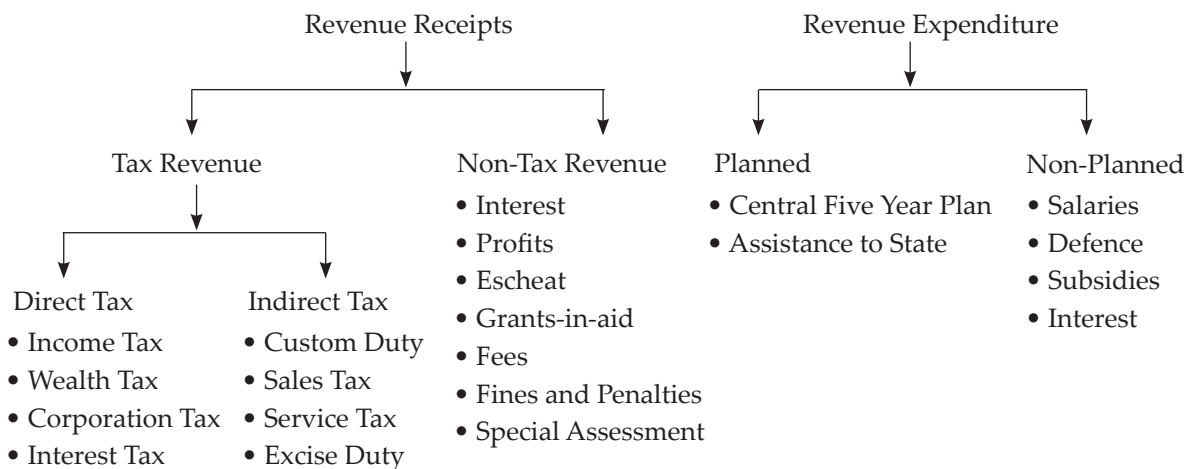 Revenue Receipts
Revenue Expenditure
Tax Revenue
Non-Tax Revenue
• Interest
• Profits
• Escheat
• Grants-in-aid
• Fees
• Fines and Penalties
• Special Assessment
Planned
• Central Five Year Plan
• Assistance to State
Non-Planned
• Salaries
• Defence
• Subsidies
• Interest
Direct Tax
• Income Tax
• Wealth Tax
• Corporation Tax
• Interest Tax
Indirect Tax
• Custom Duty
• Sales Tax
• Service Tax
• Excise Duty